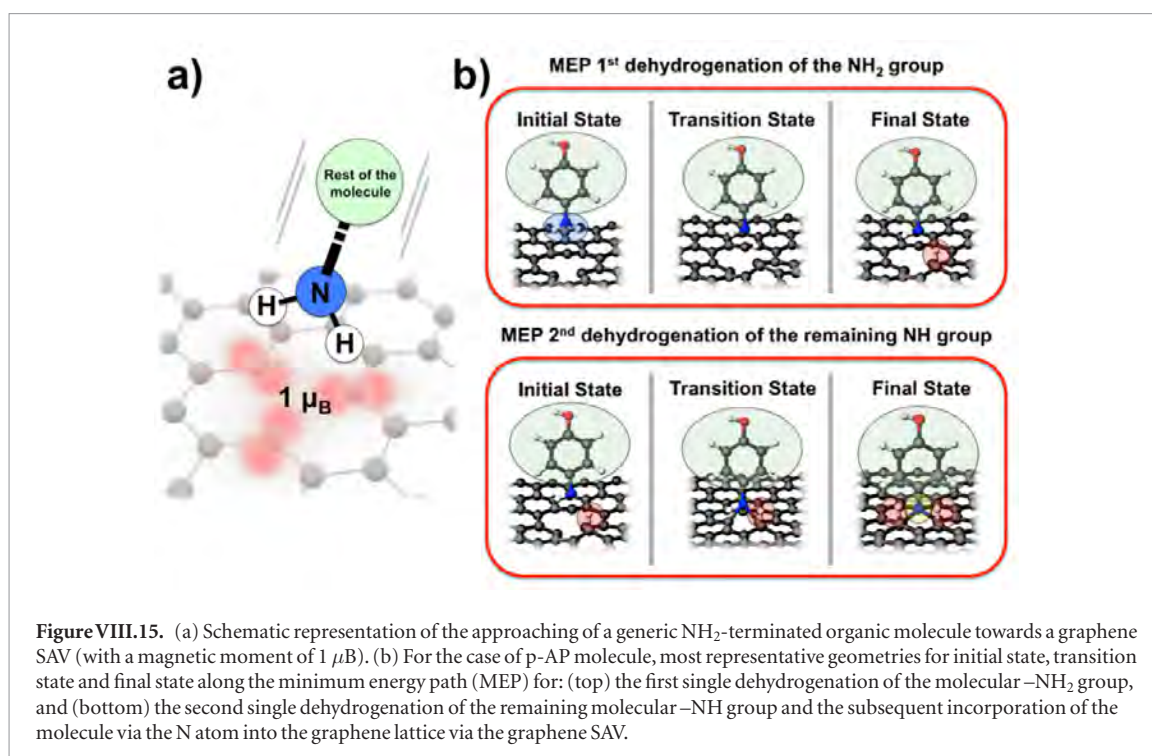 a)
Rest of the
molecule
N
H
H
1 μB
b)
MEP 1st dehydrogenation of the NH2 group
Initial State
Transition State
Final State
MEP 2nd dehydrogenation of the remaining NH group
Initial State
Transition State
Final State
Figure VIII.15. (a) Schematic representation of the approaching of a generic NH2-terminated organic molecule towards a graphene
SAV (with a magnetic moment of 1 μB). (b) For the case of p-AP molecule, most representative geometries for initial state, transition
state and final state along the minimum energy path (MEP) for: (top) the first single dehydrogenation of the molecular –NH2 group,
and (bottom) the second single dehydrogenation of the remaining molecular –NH group and the subsequent incorporation of the
molecule via the N atom into the graphene lattice via the graphene SAV.